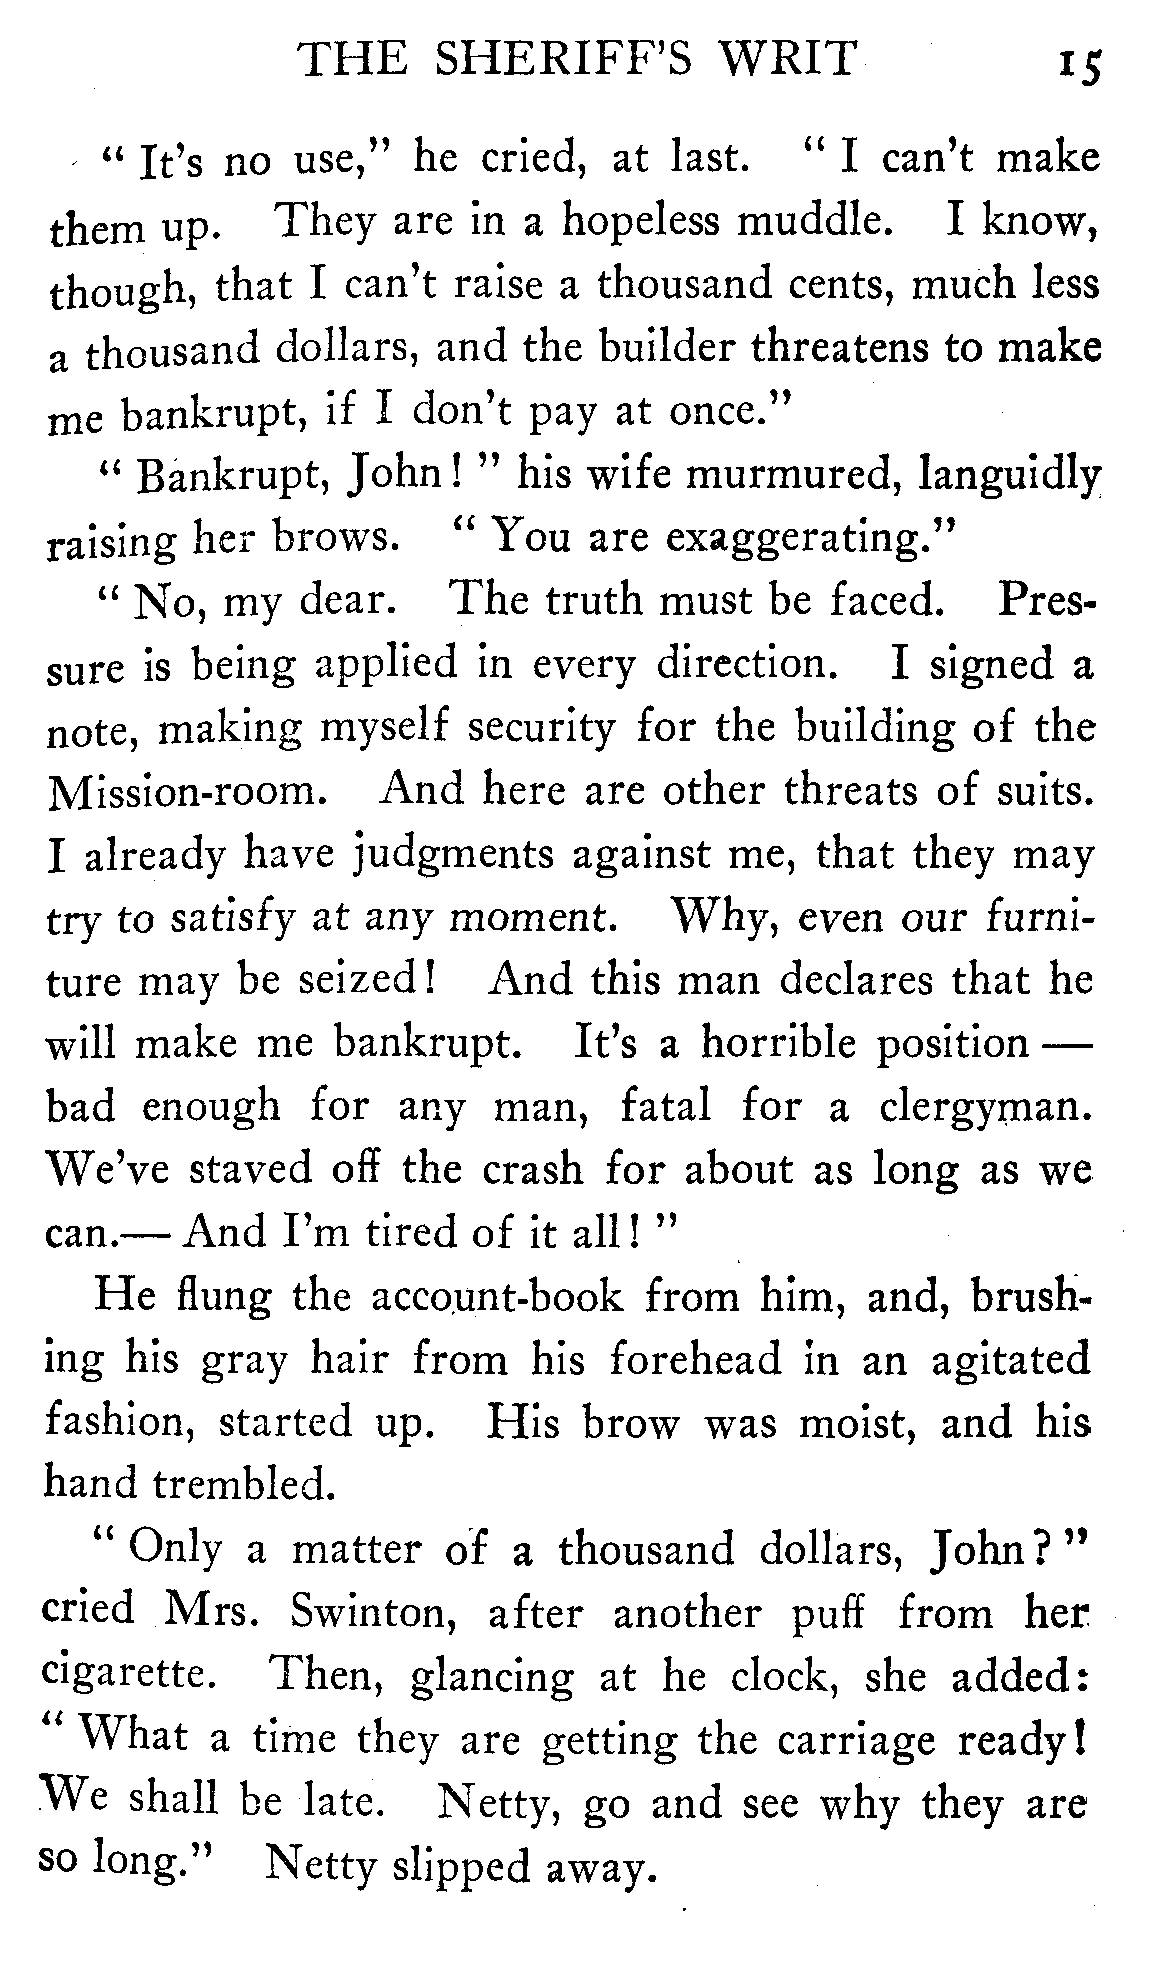 THE SHERIFF'S WRIT 15
" It's no use," he cried, at last. " I can't make
them up. They are in a hopeless muddle. I know,
though, that I can't raise a thousand cents, much less
a thousand dollars, and the builder threatens to make
me bankrupt, if I don't pay at once."
" Bankrupt, John! " his wife murmured, languidly
raising her brows. " You are exaggerating."
" No, my dear. The truth must be faced. Pres-
sure is being applied in every direction. I signed a
note, making myself security for the building of the
Mission-room. And here are other threats of suits.
I already have judgments against me, that they may
try to satisfy at any moment. Why, even our furni-
ture may be seized! And this man declares that he
will make me bankrupt. It's a horrible position —
bad enough for any man, fatal for a clergyman.
We've staved off the crash for about as long as we
can.— And I'm tired of it all! "
He flung the account-book from him, and, brush-
ing his gray hair from his forehead in an agitated
fashion, started up. His brow was moist, and his
hand trembled.
" Only a matter of a thousand dollars, John? "
cried Mrs. Swinton, after another puff from her
cigarette. Then, glancing at he clock, she added:
" What a time they are getting the carriage ready!
We shall be late. Netty, go and see why they are
so long." Netty slipped away.